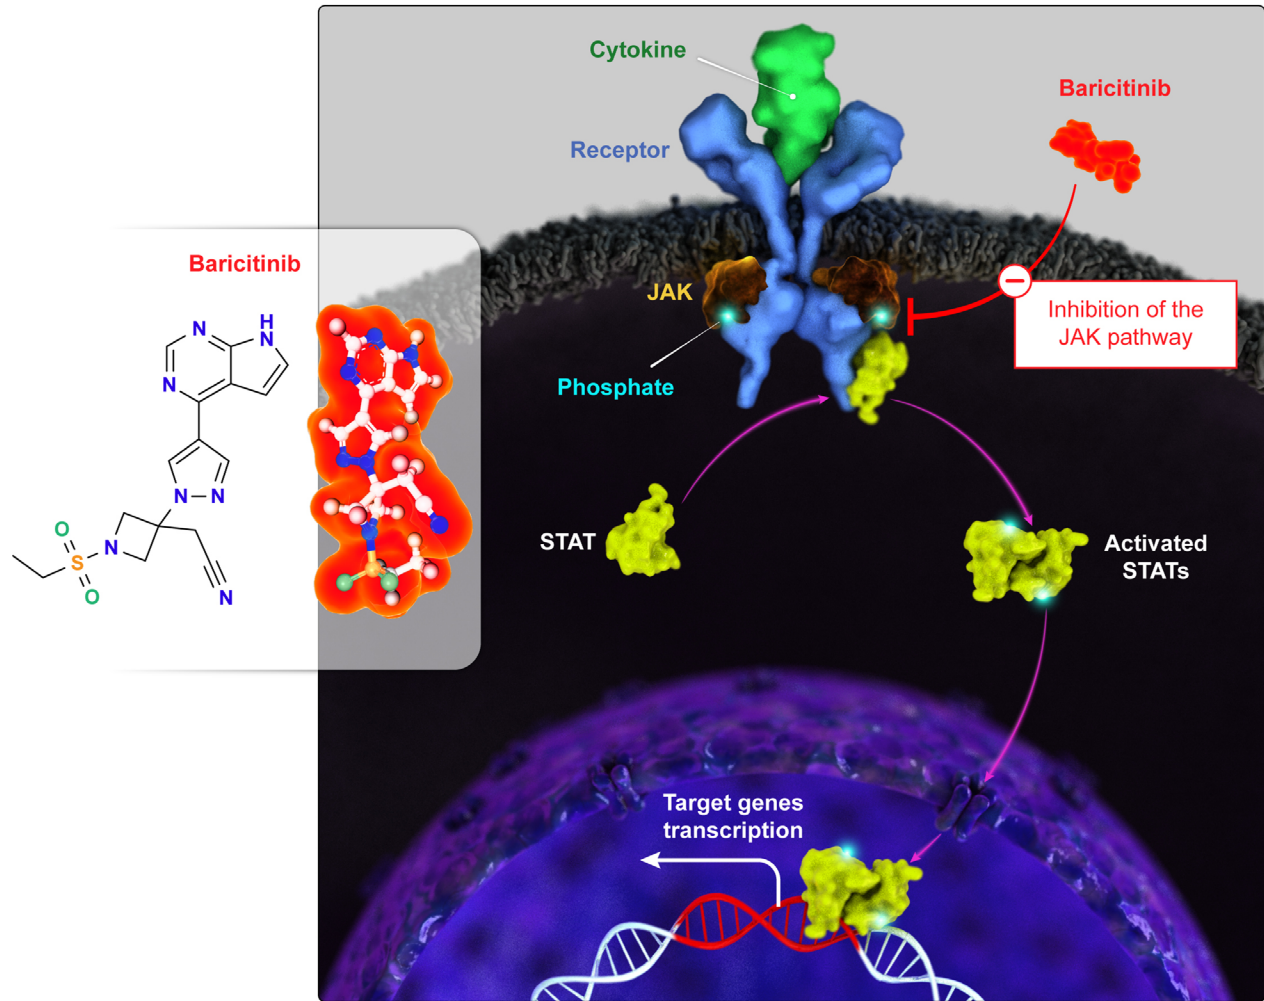 Cytokine
Baricitinib
Receptor
Baricitinib
JAK
Inhibition of the
JAK pathway
Phosphate
N
H
N
N
N
N
N
O
S
O
N
STAT
Activated
STATs
Target genes
transcription